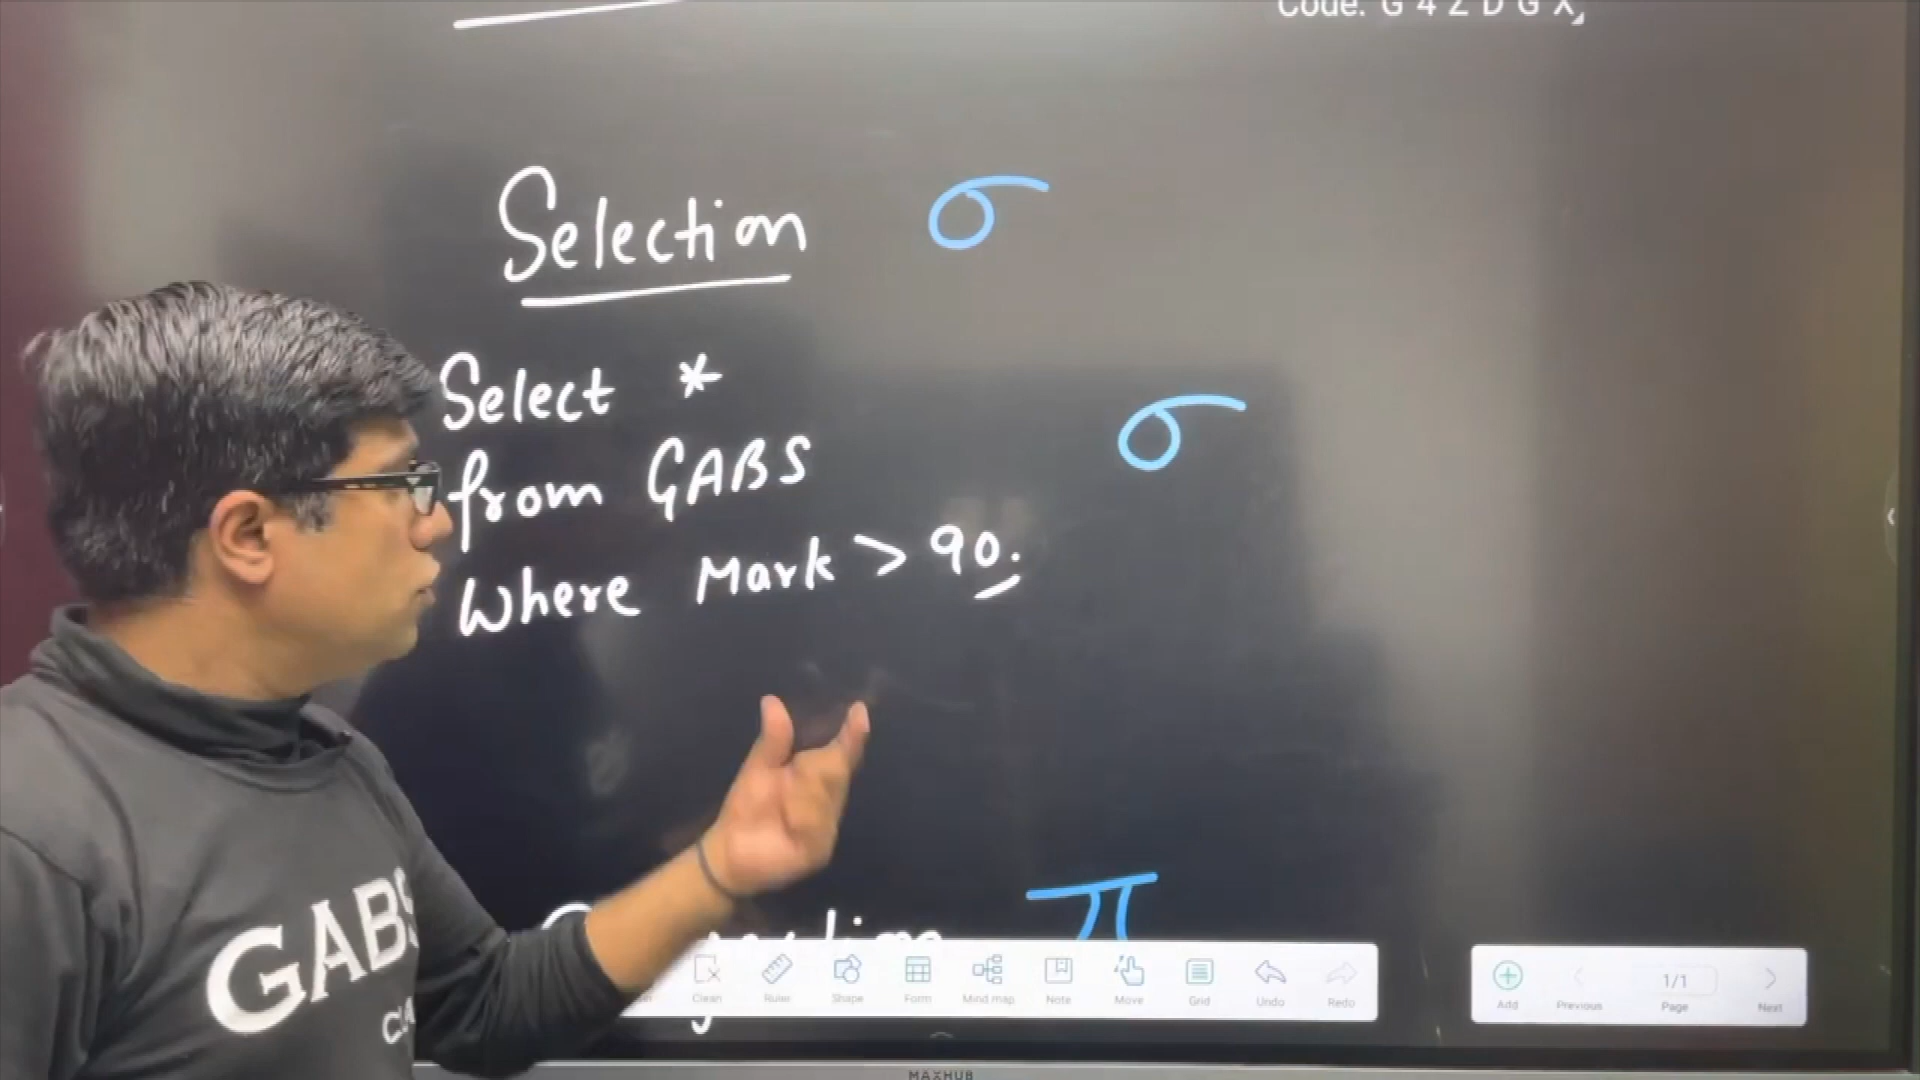 Code: G 4 Z D G X
Selection σ
Select *
from GABS
σ
Where Mark > 90.
π
GABS
Clean Ruler Shape Form Mind map Note Move Grid Undo Redo
Add Previous 1/1 Page Next
MAXHUB